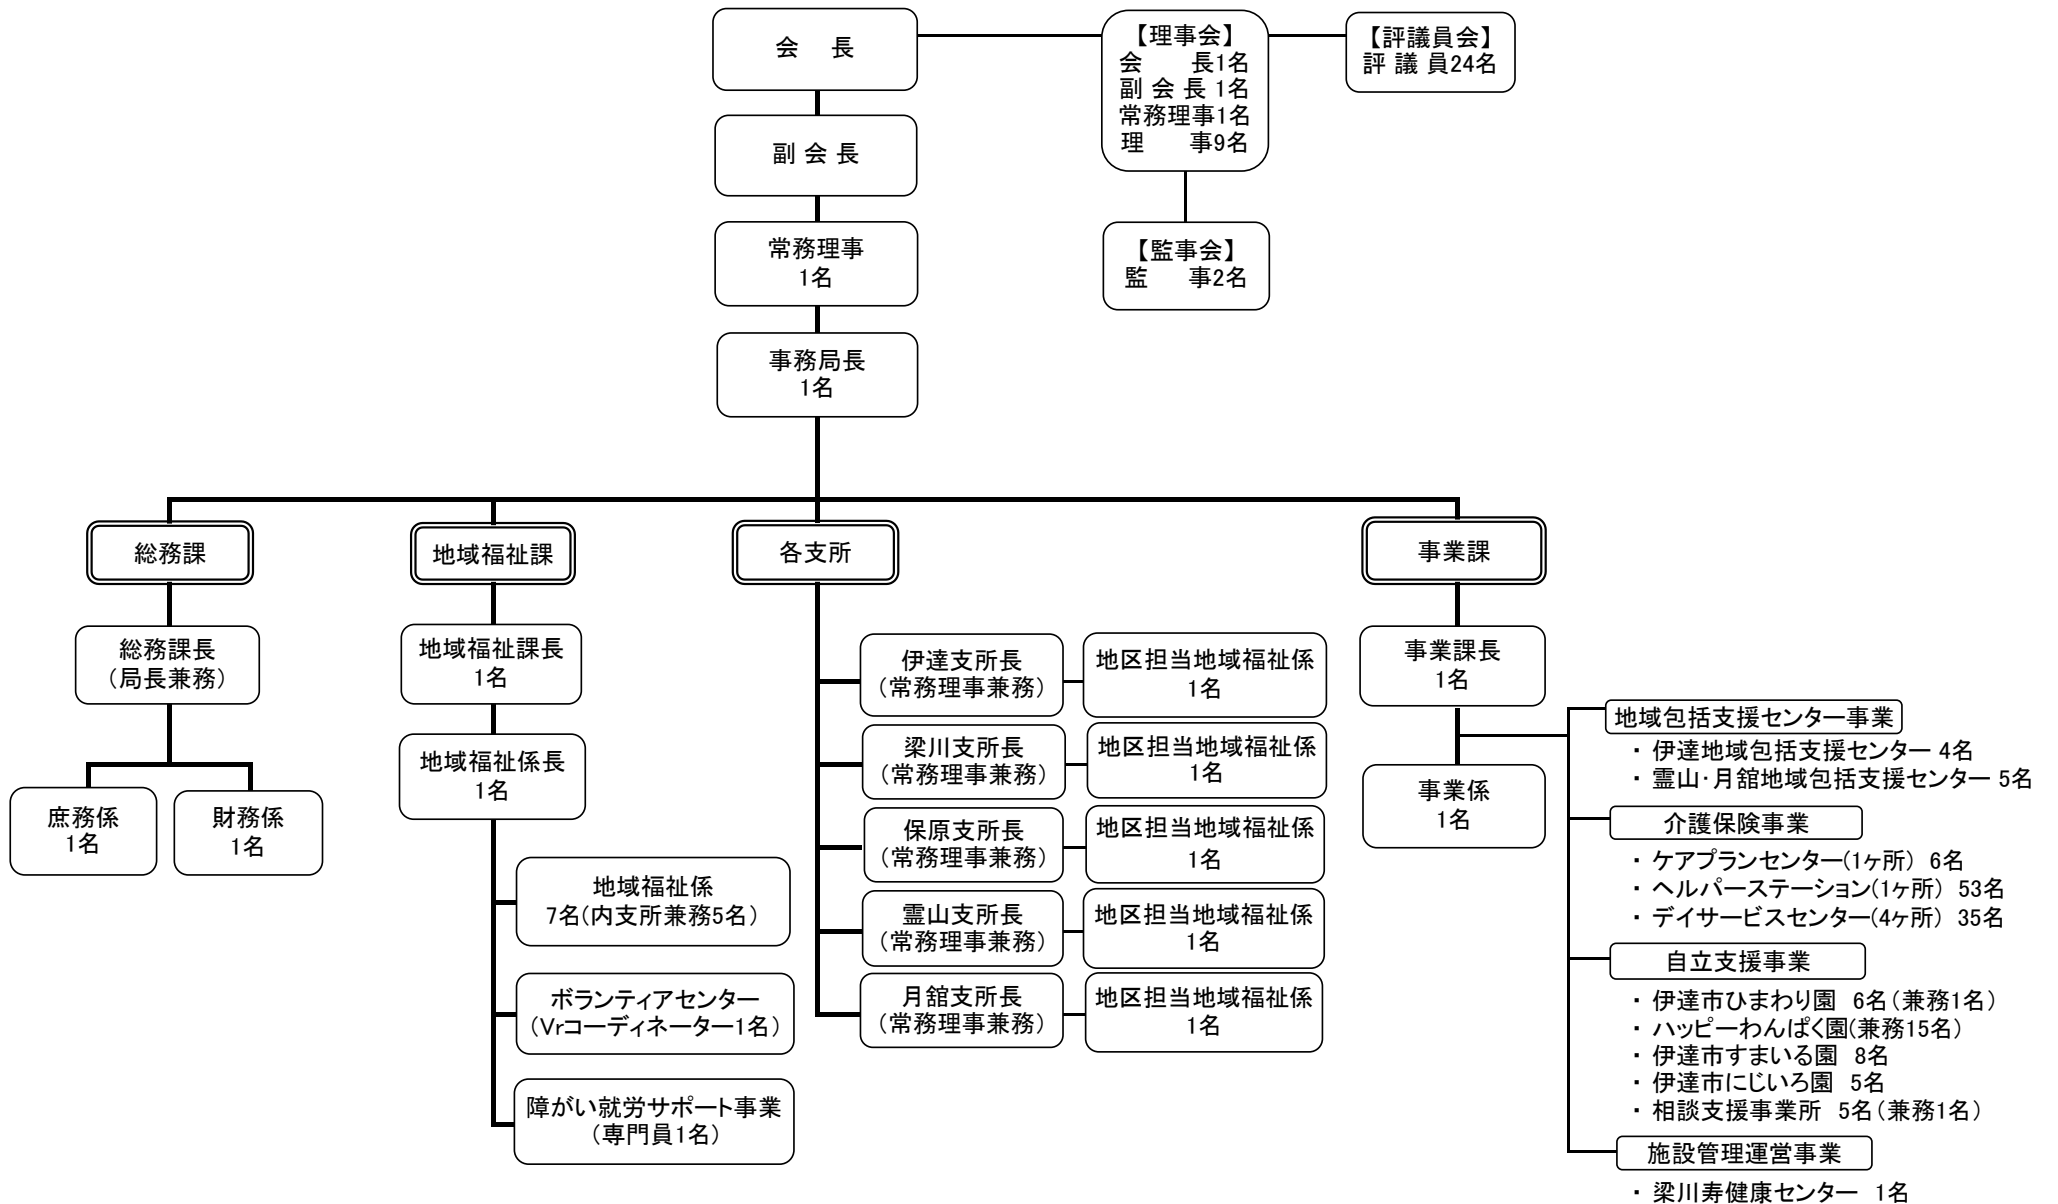 会　長
【理事会】
会　　長1名
副 会 長 1名
常務理事1名
理　　事9名
【評議員会】
評 議 員24名
副 会 長
常務理事
1名
【監事会】
監　　事2名
事務局長
1名
総務課
地域福祉課
各支所
事業課
総務課長
（局長兼務）
庶務係
1名
財務係
1名
地域福祉課長
1名
地域福祉係長
1名
地域福祉係
7名(内支所兼務5名）
ボランティアセンター
（Vrコーディネーター1名）
障がい就労サポート事業
（専門員1名）
伊達支所長
（常務理事兼務）
地区担当地域福祉係
1名
梁川支所長
（常務理事兼務）
地区担当地域福祉係
1名
保原支所長
（常務理事兼務）
地区担当地域福祉係
1名
霊山支所長
（常務理事兼務）
地区担当地域福祉係
1名
月舘支所長
（常務理事兼務）
地区担当地域福祉係
1名
事業課長
1名
事業係
1名
地域包括支援センター事業
・ 伊達地域包括支援センター 4名
・ 霊山･月舘地域包括支援センター 5名
介護保険事業
・ ケアプランセンター(1ヶ所） 6名
・ ヘルパーステーション(1ヶ所） 53名
・ デイサービスセンター(4ヶ所） 35名
自立支援事業
・ 伊達市ひまわり園　6名（兼務1名）
・ ハッピーわんぱく園(兼務15名）
・ 伊達市すまいる園　8名
・ 伊達市にじいろ園　5名
・ 相談支援事業所　5名（兼務1名）
施設管理運営事業
・ 梁川寿健康センター　1名